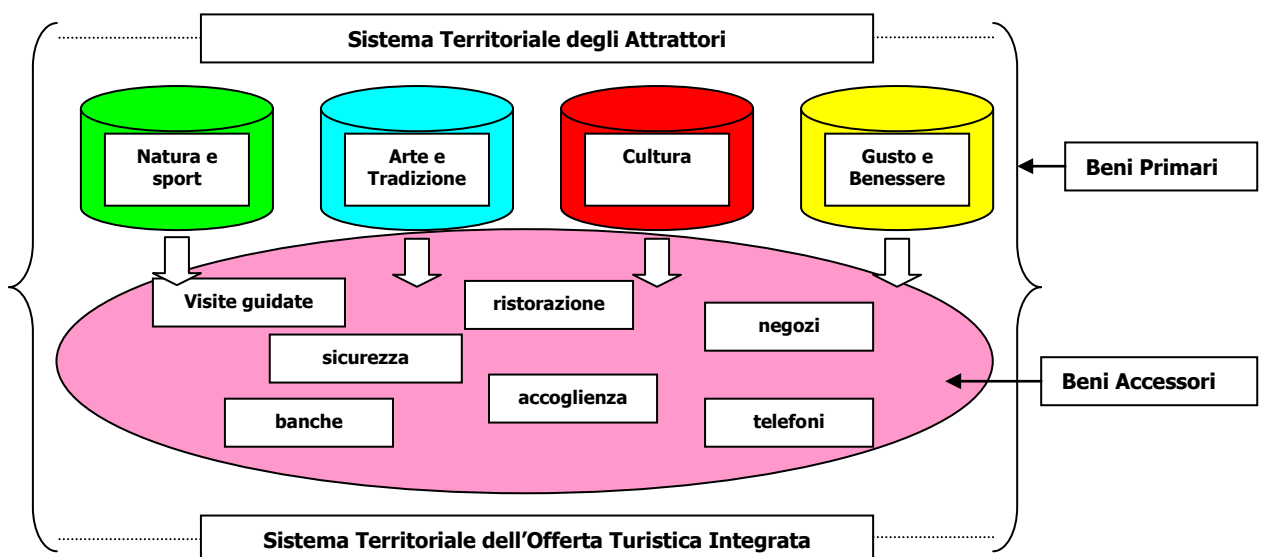 Sistema Territoriale degli Attrattori
Natura e
sport
Arte e
Tradizione
Cultura
Gusto e
Benessere
Beni Primari
Visite guidate
ristorazione
negozi
sicurezza
Beni Accessori
accoglienza
banche
telefoni
Sistema Territoriale dell’Offerta Turistica Integrata